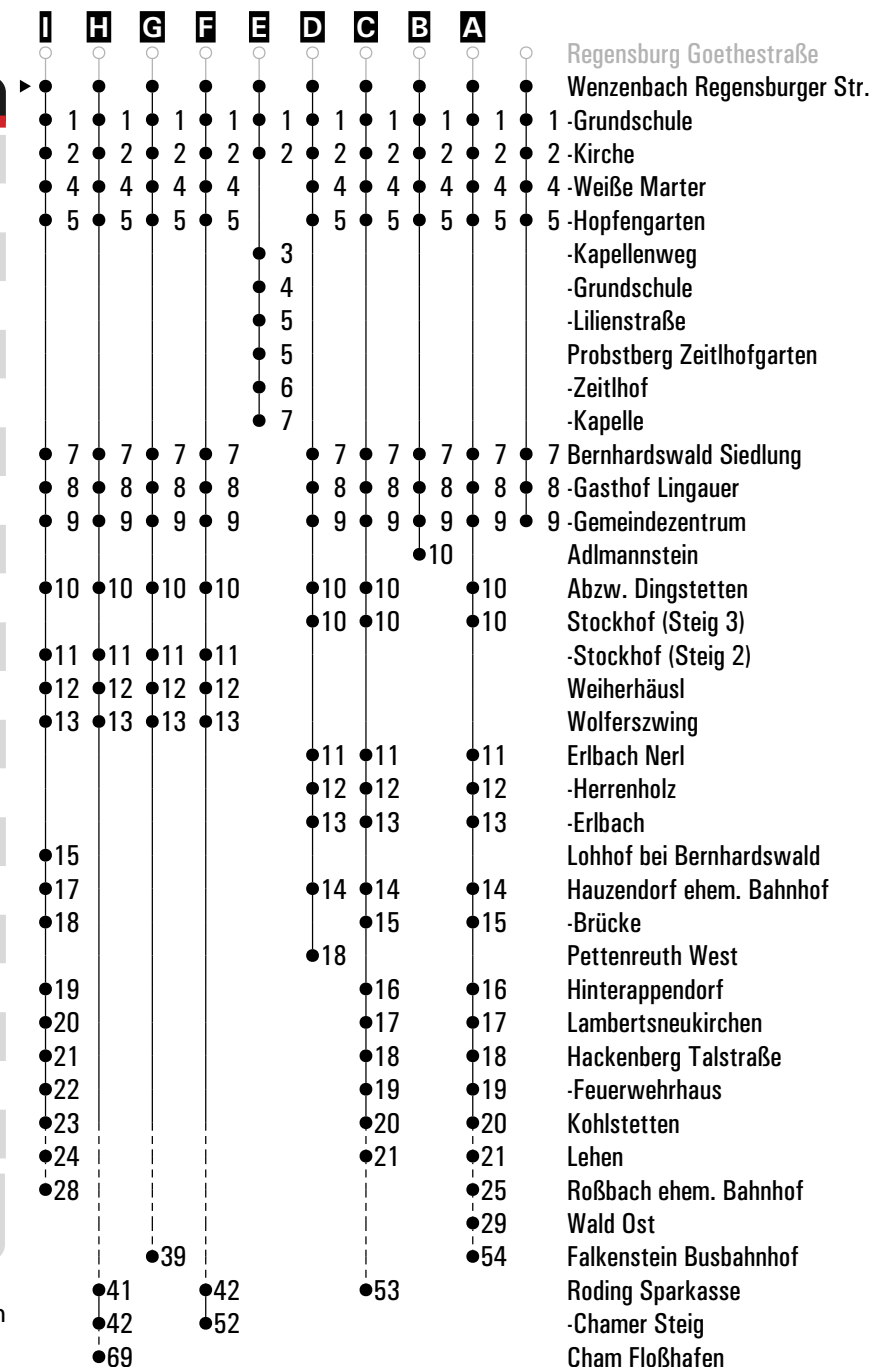 I H G F E D C B A
Regensburg Goethestraße
Wenzenbach Regensburger Str.
1 1 1 1 1 1 1 1 1 1 -Grundschule
2 2 2 2 2 2 2 2 2 2 -Kirche
4 4 4 4 4 4 4 4 4 -Weiße Marter
5 5 5 5 5 5 5 5 5 -Hopfengarten
3 -Kapellenweg
4 -Grundschule
5 -Lilienstraße
5 Probstberg Zeitlhofgarten
6 -Zeitlhof
7 -Kapelle
7 7 7 7 7 7 7 7 7 Bernhardswald Siedlung
8 8 8 8 8 8 8 8 8 -Gasthof Lingauer
9 9 9 9 9 9 9 9 9 -Gemeindezentrum
10 Adlmannstein
10 10 10 10 10 10 10 Abzw. Dingstetten
10 10 10 Stockhof (Steig 3)
11 11 11 11 -Stockhof (Steig 2)
12 12 12 12 Weiherhäusl
13 13 13 13 Wolferszwing
11 11 11 Erlbach Nerl
12 12 12 -Herrenholz
13 13 13 -Erlbach
15 Lohhof bei Bernhardswald
17 14 14 14 Hauzendorf ehem. Bahnhof
18 15 15 -Brücke
18 Pettenreuth West
19 16 16 Hinterappendorf
20 17 17 Lambertsneukirchen
21 18 18 Hackenberg Talstraße
22 19 19 -Feuerwehrhaus
23 20 20 Kohlstetten
24 21 21 Lehen
28 25 Roßbach ehem. Bahnhof
29 Wald Ost
39 54 Falkenstein Busbahnhof
41 42 53 Roding Sparkasse
42 52 -Chamer Steig
69 Cham Floßhafen